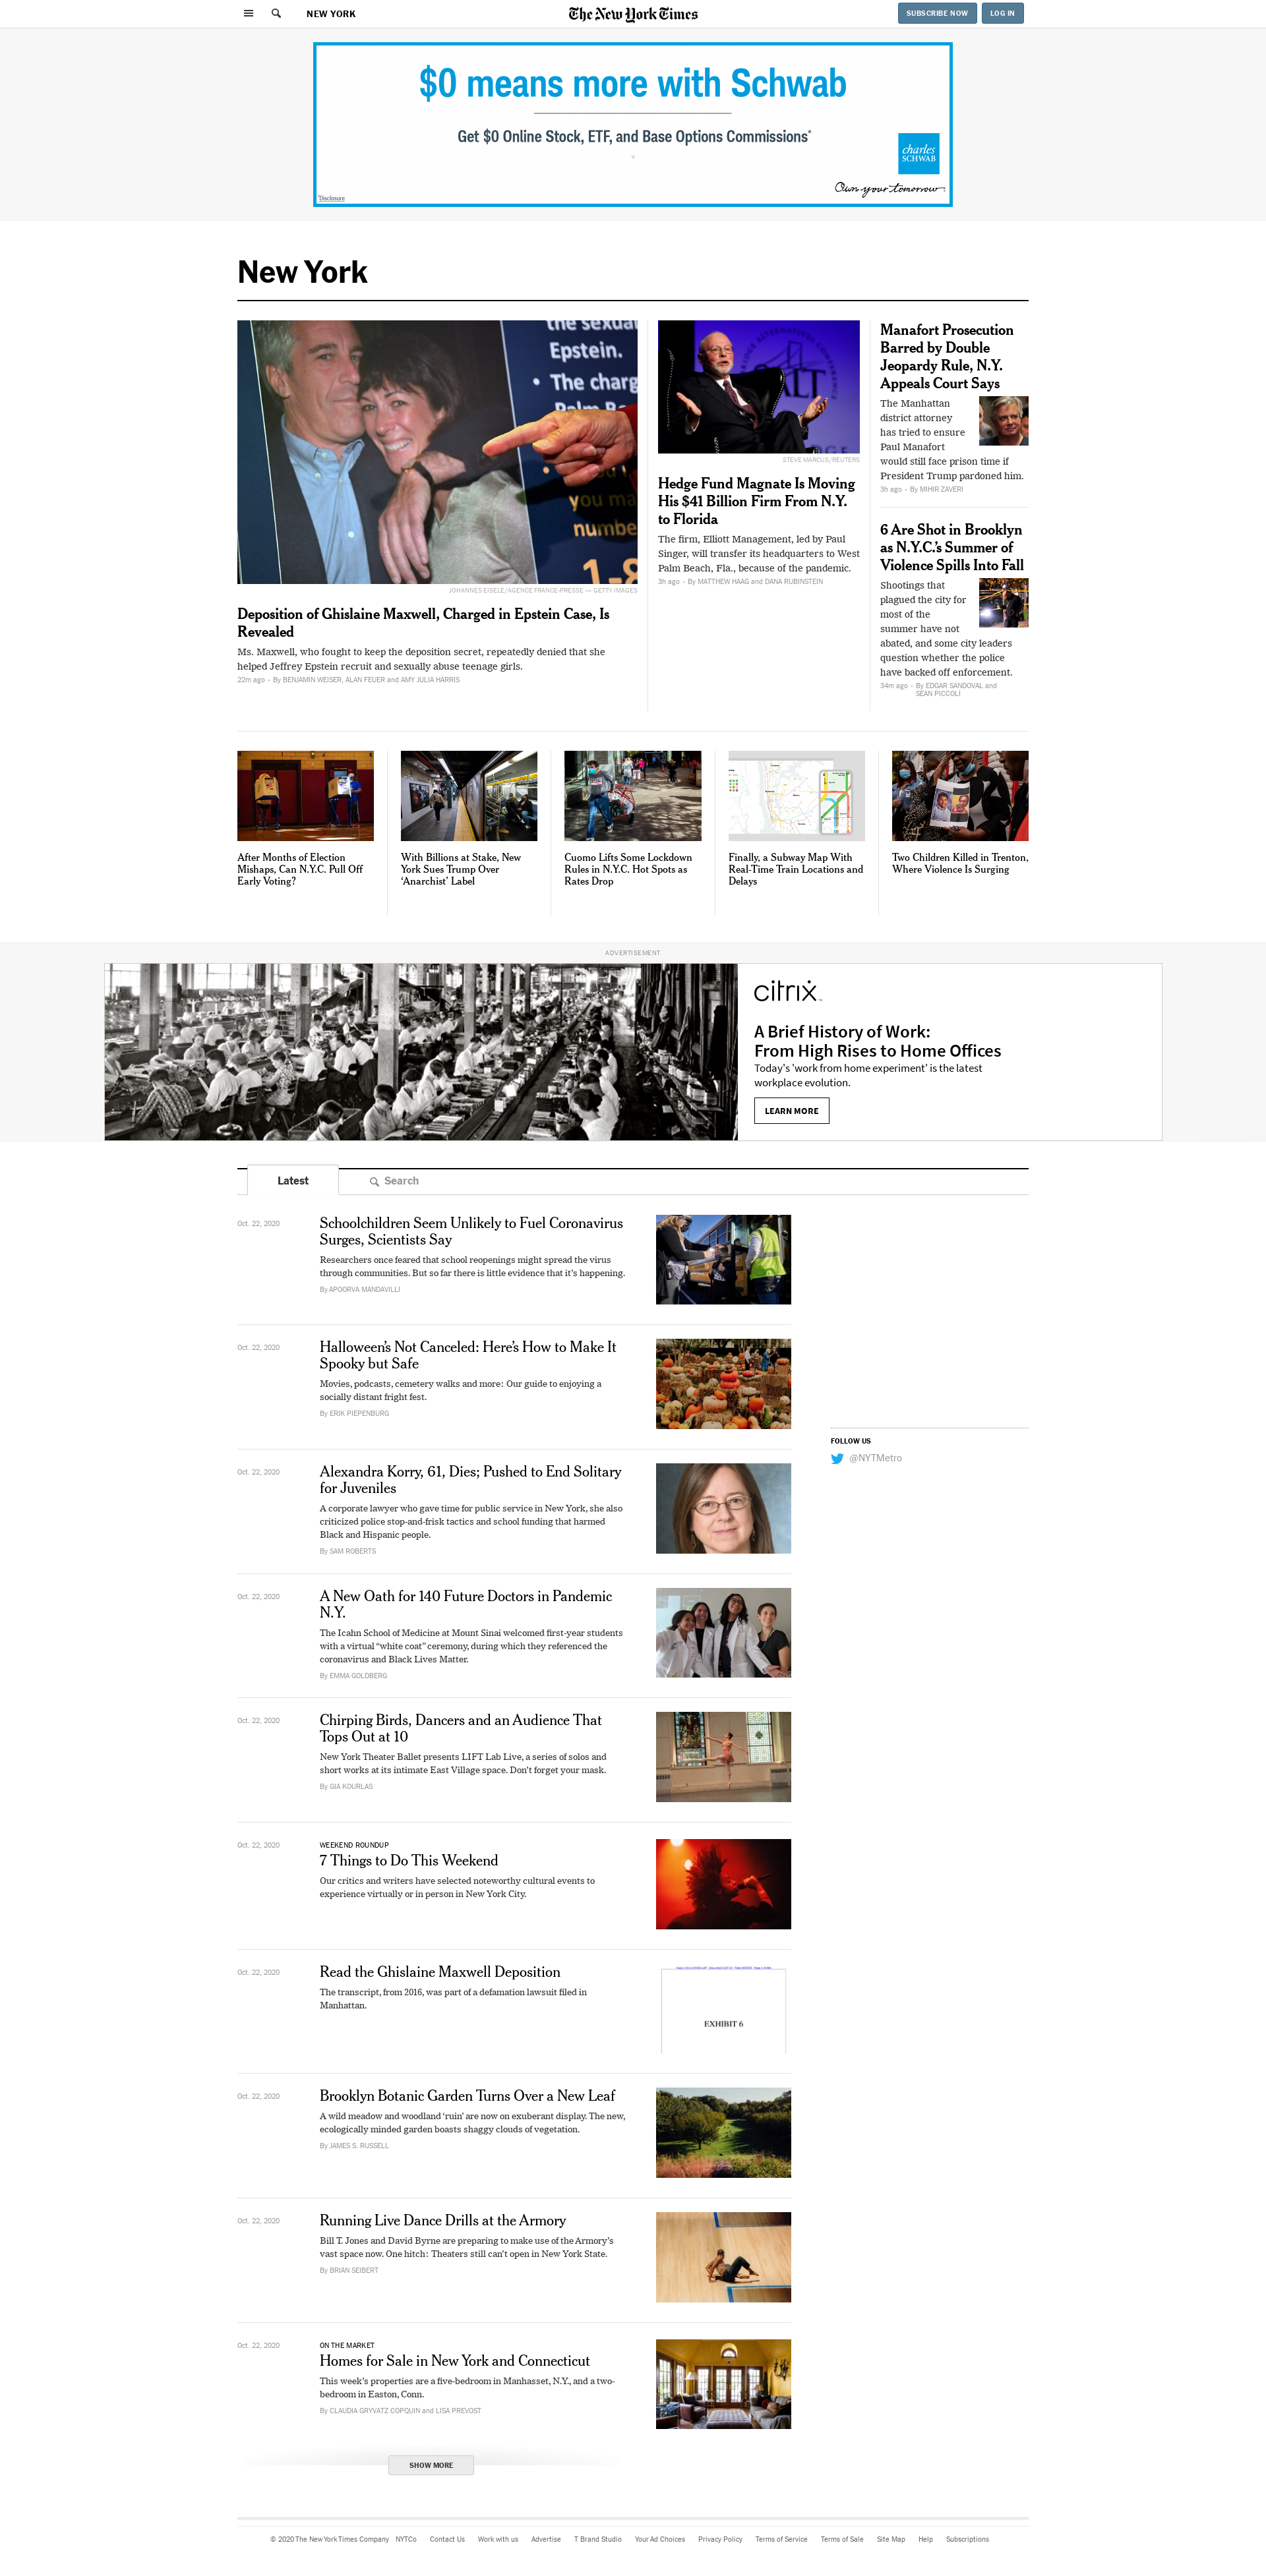 NEW YORK
The New York Times
SUBSCRIBE NOW
LOG IN
$0 means more with Schwab
Get $0 Online Stock, ETF, and Base Options Commissions*
charles
SCHWAB
Own your tomorrow.
*Disclosure
New York
the sexual
Epstein.
• The charg
Palm Be
you ma
numbe
1-8
JOHANNES EISELE/AGENCE FRANCE-PRESSE — GETTY IMAGES
Deposition of Ghislaine Maxwell, Charged in Epstein Case, Is
Revealed
Ms. Maxwell, who fought to keep the deposition secret, repeatedly denied that she
helped Jeffrey Epstein recruit and sexually abuse teenage girls.
22m ago • By BENJAMIN WEISER, ALAN FEUER and AMY JULIA HARRIS
STEVE MARCUS/REUTERS
Hedge Fund Magnate Is Moving
His $41 Billion Firm From N.Y.
to Florida
The firm, Elliott Management, led by Paul
Singer, will transfer its headquarters to West
Palm Beach, Fla., because of the pandemic.
3h ago • By MATTHEW HAAG and DANA RUBINSTEIN
Manafort Prosecution
Barred by Double
Jeopardy Rule, N.Y.
Appeals Court Says
The Manhattan
district attorney
has tried to ensure
Paul Manafort
would still face prison time if
President Trump pardoned him.
3h ago • By MIHIR ZAVERI
6 Are Shot in Brooklyn
as N.Y.C.’s Summer of
Violence Spills Into Fall
Shootings that
plagued the city for
most of the
summer have not
abated, and some city leaders
question whether the police
have backed off enforcement.
34m ago • By EDGAR SANDOVAL and
SEAN PICCOLI
After Months of Election
Mishaps, Can N.Y.C. Pull Off
Early Voting?
With Billions at Stake, New
York Sues Trump Over
‘Anarchist’ Label
Cuomo Lifts Some Lockdown
Rules in N.Y.C. Hot Spots as
Rates Drop
Finally, a Subway Map With
Real-Time Train Locations and
Delays
Two Children Killed in Trenton,
Where Violence Is Surging
ADVERTISEMENT
citrix
A Brief History of Work:
From High Rises to Home Offices
Today's 'work from home experiment' is the latest
workplace evolution.
LEARN MORE
Latest
Search
Oct. 22, 2020
Schoolchildren Seem Unlikely to Fuel Coronavirus
Surges, Scientists Say
Researchers once feared that school reopenings might spread the virus
through communities. But so far there is little evidence that it’s happening.
By APOORVA MANDAVILLI
Oct. 22, 2020
Halloween’s Not Canceled: Here’s How to Make It
Spooky but Safe
Movies, podcasts, cemetery walks and more: Our guide to enjoying a
socially distant fright fest.
By ERIK PIEPENBURG
FOLLOW US
@NYTMetro
Oct. 22, 2020
Alexandra Korry, 61, Dies; Pushed to End Solitary
for Juveniles
A corporate lawyer who gave time for public service in New York, she also
criticized police stop-and-frisk tactics and school funding that harmed
Black and Hispanic people.
By SAM ROBERTS
Oct. 22, 2020
A New Oath for 140 Future Doctors in Pandemic
N.Y.
The Icahn School of Medicine at Mount Sinai welcomed first-year students
with a virtual “white coat” ceremony, during which they referenced the
coronavirus and Black Lives Matter.
By EMMA GOLDBERG
Oct. 22, 2020
Chirping Birds, Dancers and an Audience That
Tops Out at 10
New York Theater Ballet presents LIFT Lab Live, a series of solos and
short works at its intimate East Village space. Don’t forget your mask.
By GIA KOURLAS
Oct. 22, 2020
WEEKEND ROUNDUP
7 Things to Do This Weekend
Our critics and writers have selected noteworthy cultural events to
experience virtually or in person in New York City.
Oct. 22, 2020
Read the Ghislaine Maxwell Deposition
The transcript, from 2016, was part of a defamation lawsuit filed in
Manhattan.
EXHIBIT 6
Oct. 22, 2020
Brooklyn Botanic Garden Turns Over a New Leaf
A wild meadow and woodland ‘ruin’ are now on exuberant display. The new,
ecologically minded garden boasts shaggy clouds of vegetation.
By JAMES S. RUSSELL
Oct. 22, 2020
Running Live Dance Drills at the Armory
Bill T. Jones and David Byrne are preparing to make use of the Armory’s
vast space now. One hitch: Theaters still can’t open in New York State.
By BRIAN SEIBERT
Oct. 22, 2020
ON THE MARKET
Homes for Sale in New York and Connecticut
This week’s properties are a five-bedroom in Manhasset, N.Y., and a two-
bedroom in Easton, Conn.
By CLAUDIA GRYVATZ COPQUIN and LISA PREVOST
SHOW MORE
© 2020 The New York Times Company NYTCo Contact Us Work with us Advertise T Brand Studio Your Ad Choices Privacy Policy Terms of Service Terms of Sale Site Map Help Subscriptions